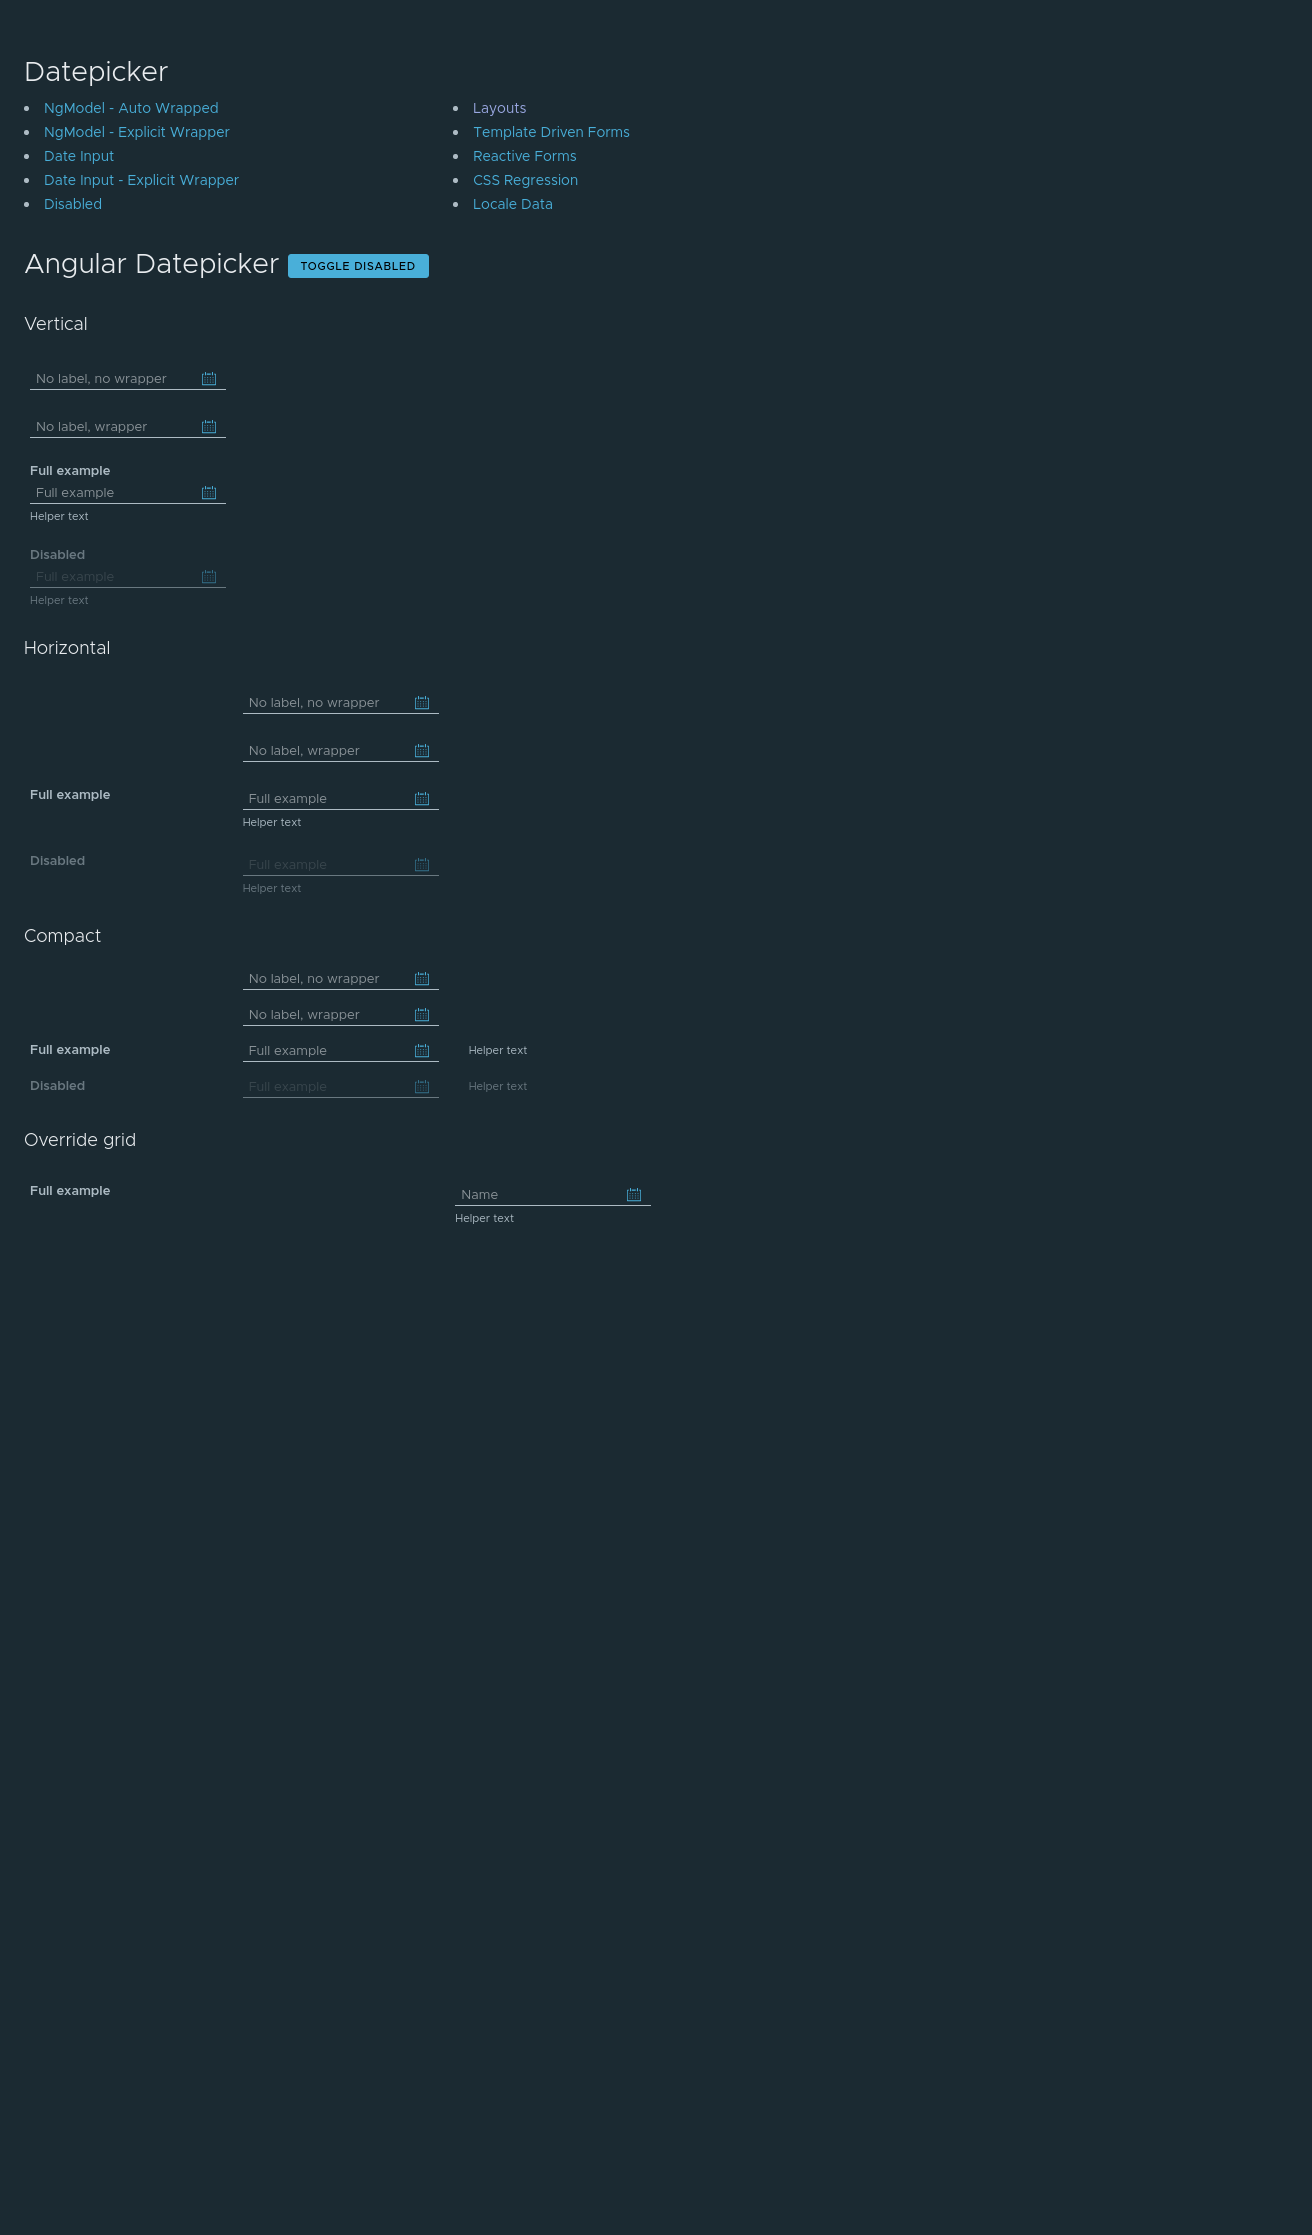 Datepicker
NgModel - Auto Wrapped
NgModel - Explicit Wrapper
Date Input
Date Input - Explicit Wrapper
Disabled
Layouts
Template Driven Forms
Reactive Forms
CSS Regression
Locale Data
Angular Datepicker TOGGLE DISABLED
Vertical
No label, no wrapper
No label, wrapper
Full example
Full example
Helper text
Disabled
Full example
Helper text
Horizontal
No label, no wrapper
No label, wrapper
Full example Full example
Helper text
Disabled Full example
Helper text
Compact
No label, no wrapper
No label, wrapper
Full example Full example Helper text
Disabled Full example Helper text
Override grid
Full example Name
Helper text